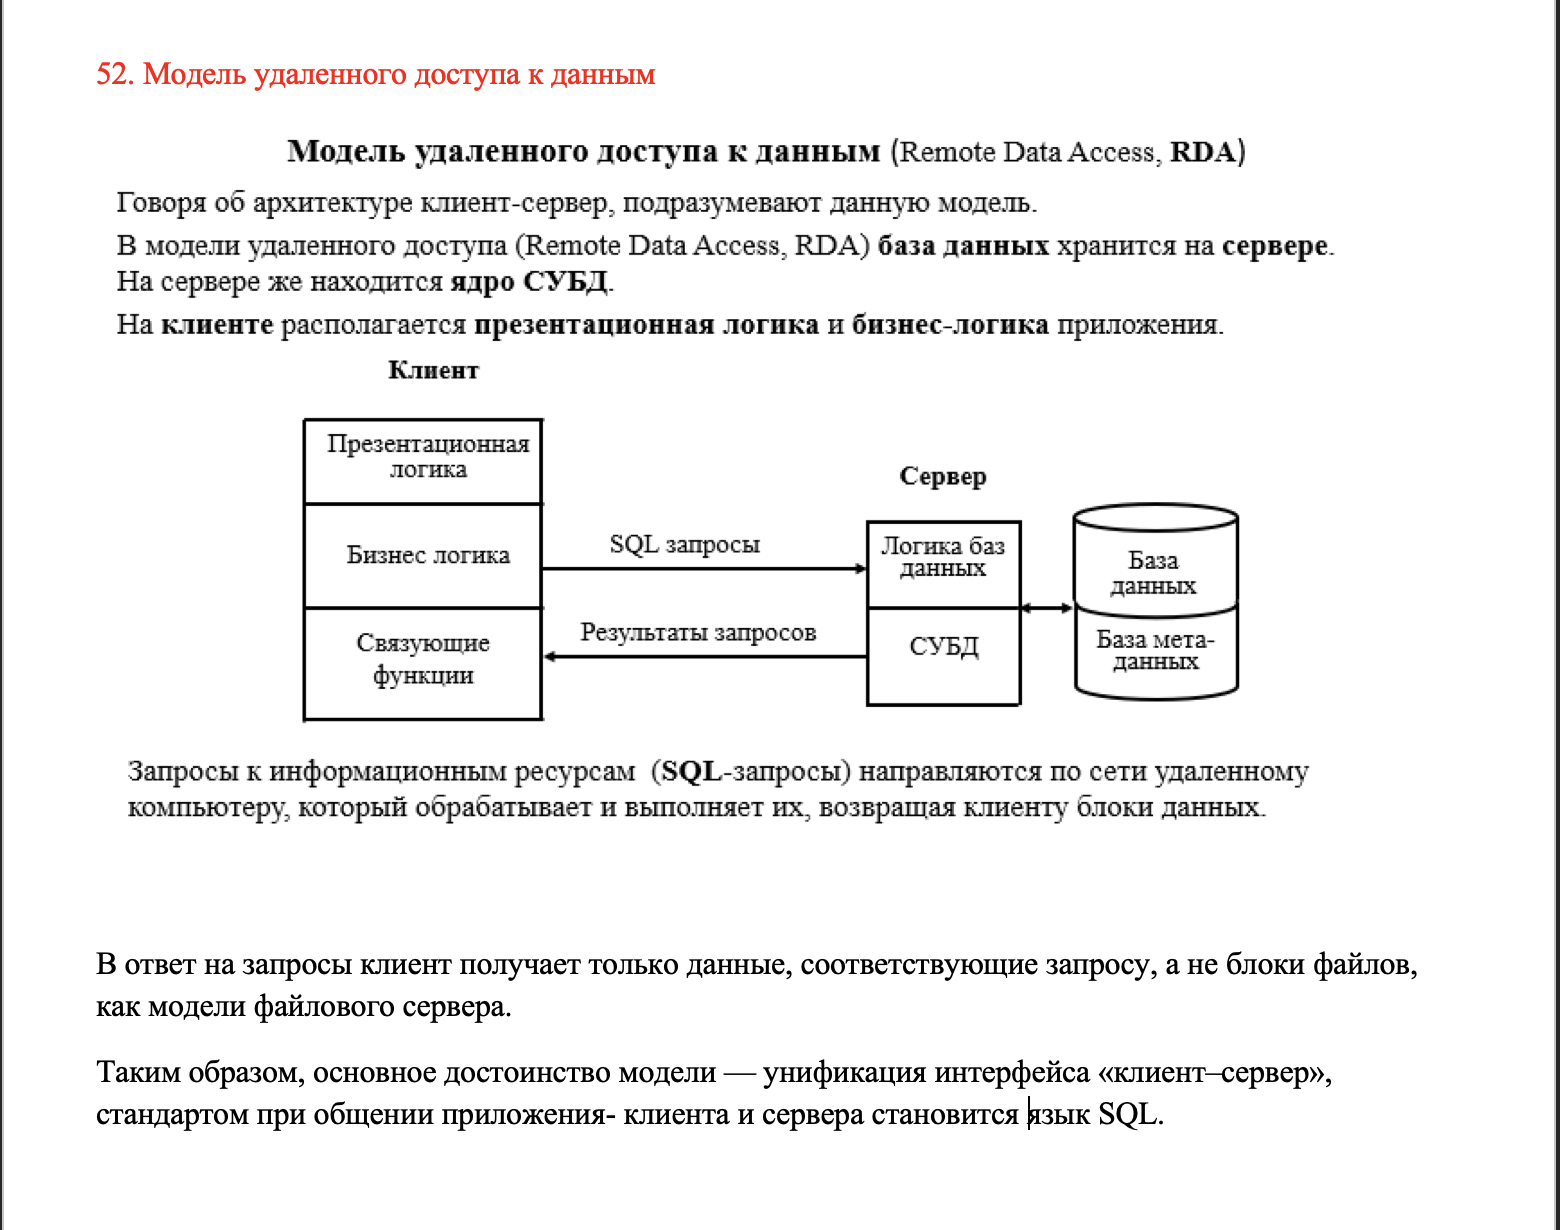 52. Модель удаленного доступа к данным
Модель удаленного доступа к данным (Remote Data Access, RDA)
Говоря об архитектуре клиент-сервер, подразумевают данную модель.
В модели удаленного доступа (Remote Data Access, RDA) база данных хранится на сервере.
На сервере же находится ядро СУБД.
На клиенте располагается презентационная логика и бизнес-логика приложения.
Клиент
Презентационная
логика
Бизнес логика
Связующие
функции
SQL запросы
Результаты запросов
Сервер
Логика баз
данных
СУБД
База
данных
База мета-
данных
Запросы к информационным ресурсам (SQL-запросы) направляются по сети удаленному
компьютеру, который обрабатывает и выполняет их, возвращая клиенту блоки данных.
В ответ на запросы клиент получает только данные, соответствующие запросу, а не блоки файлов,
как модели файлового сервера.
Таким образом, основное достоинство модели — унификация интерфейса «клиент–сервер»,
стандартом при общении приложения- клиента и сервера становится язык SQL.